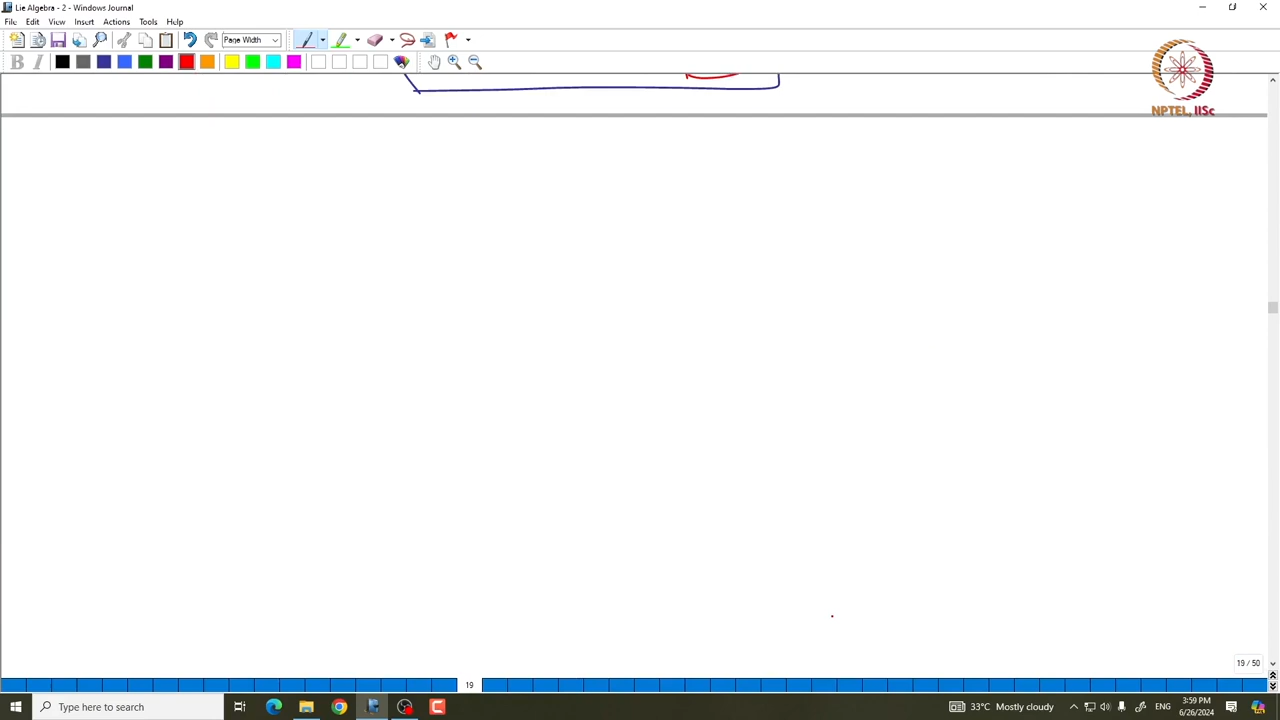 Lie Algebra - 2 - Windows Journal
File Edit View Insert Actions Tools Help
Page Width
B I
NPTEL, IISc
19 / 50
19
Type here to search
33°C Mostly cloudy
ENG
3:59 PM
6/26/2024